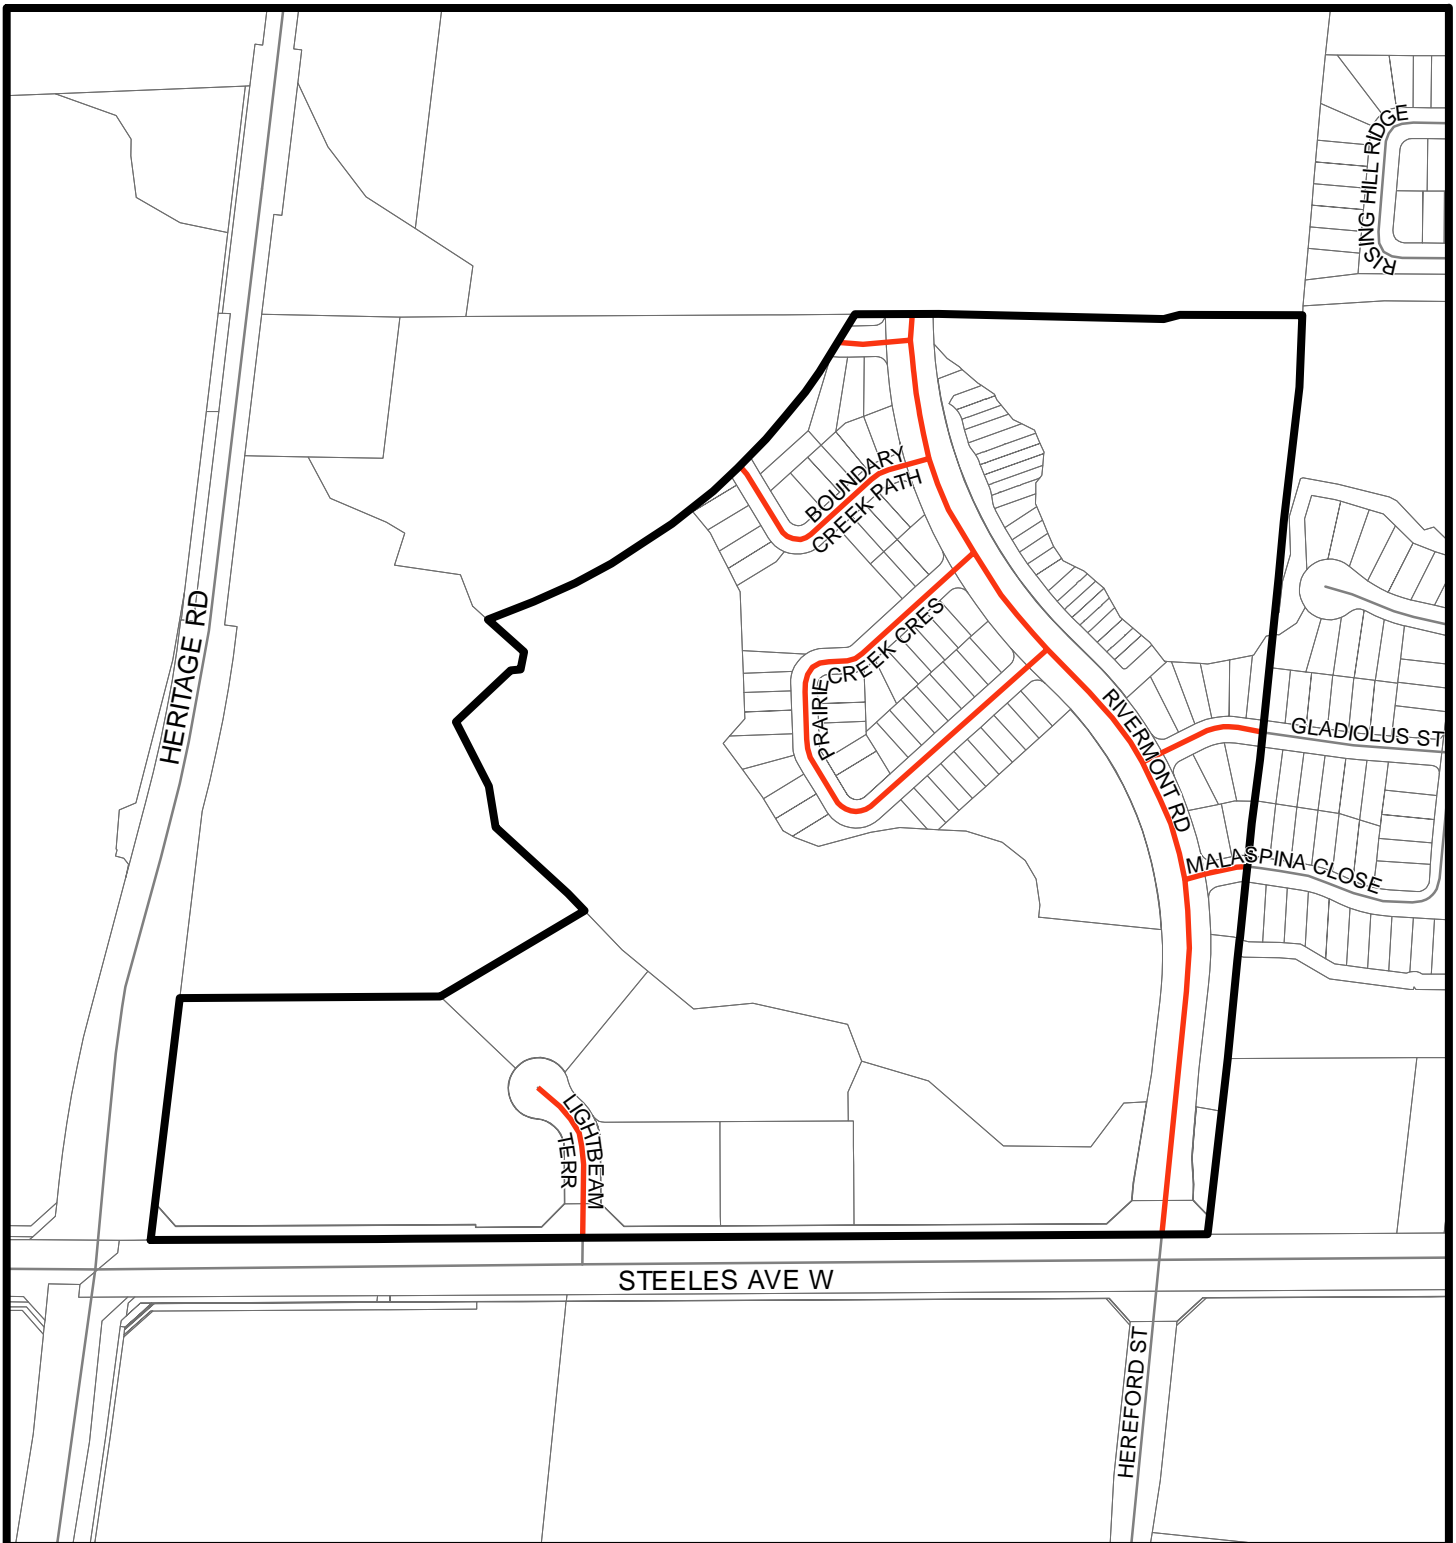 RISING HILL RIDGE
BOUNDARY
CREEK PATH
HERITAGE RD
PRAIRIE CREEK CRES
RIVERMONT RD
GLADIOLUS ST
MALASPINA CLOSE
LIGHTBEAM
TERR
STEELES AVE W
HEREFORD ST